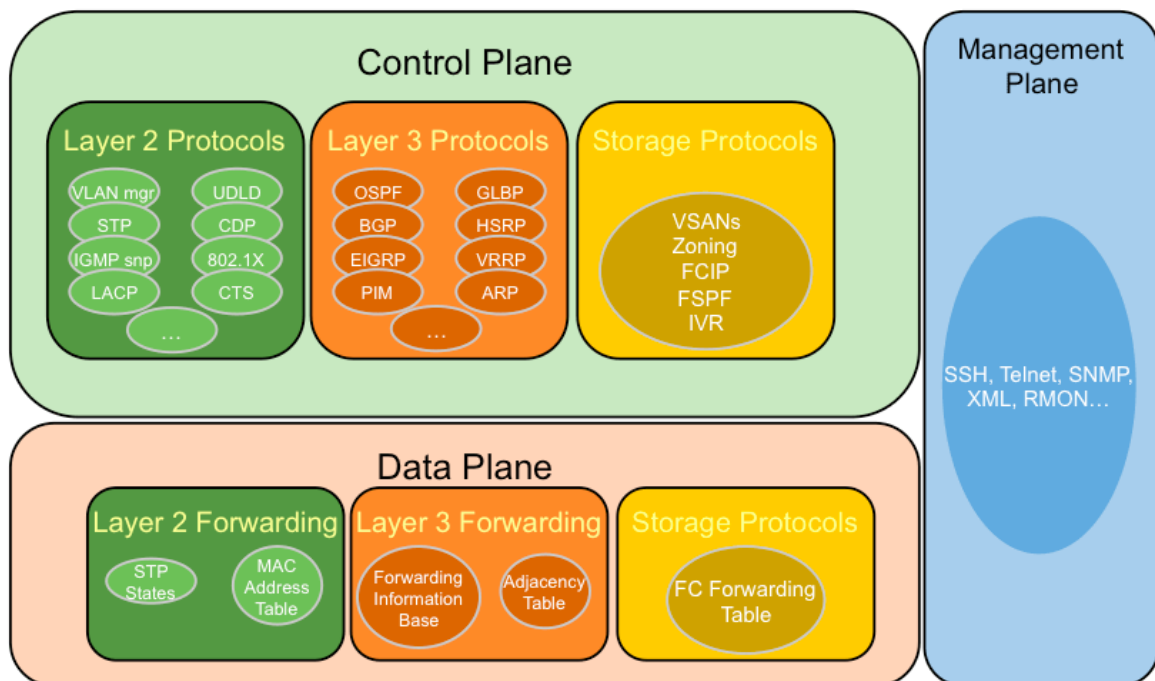 Control Plane
Layer 2 Protocols
VLAN mgr
UDLD
STP
CDP
IGMP snp
802.1X
LACP
CTS
...
Layer 3 Protocols
OSPF
GLBP
BGP
HSRP
EIGRP
VRRP
PIM
ARP
...
Storage Protocols
VSANs
Zoning
FCIP
FSPF
IVR
Management
Plane
SSH, Telnet, SNMP,
XML, RMON...
Data Plane
Layer 2 Forwarding
STP
States
MAC
Address
Table
Layer 3 Forwarding
Forwarding
Information
Base
Adjacency
Table
Storage Protocols
FC Forwarding
Table